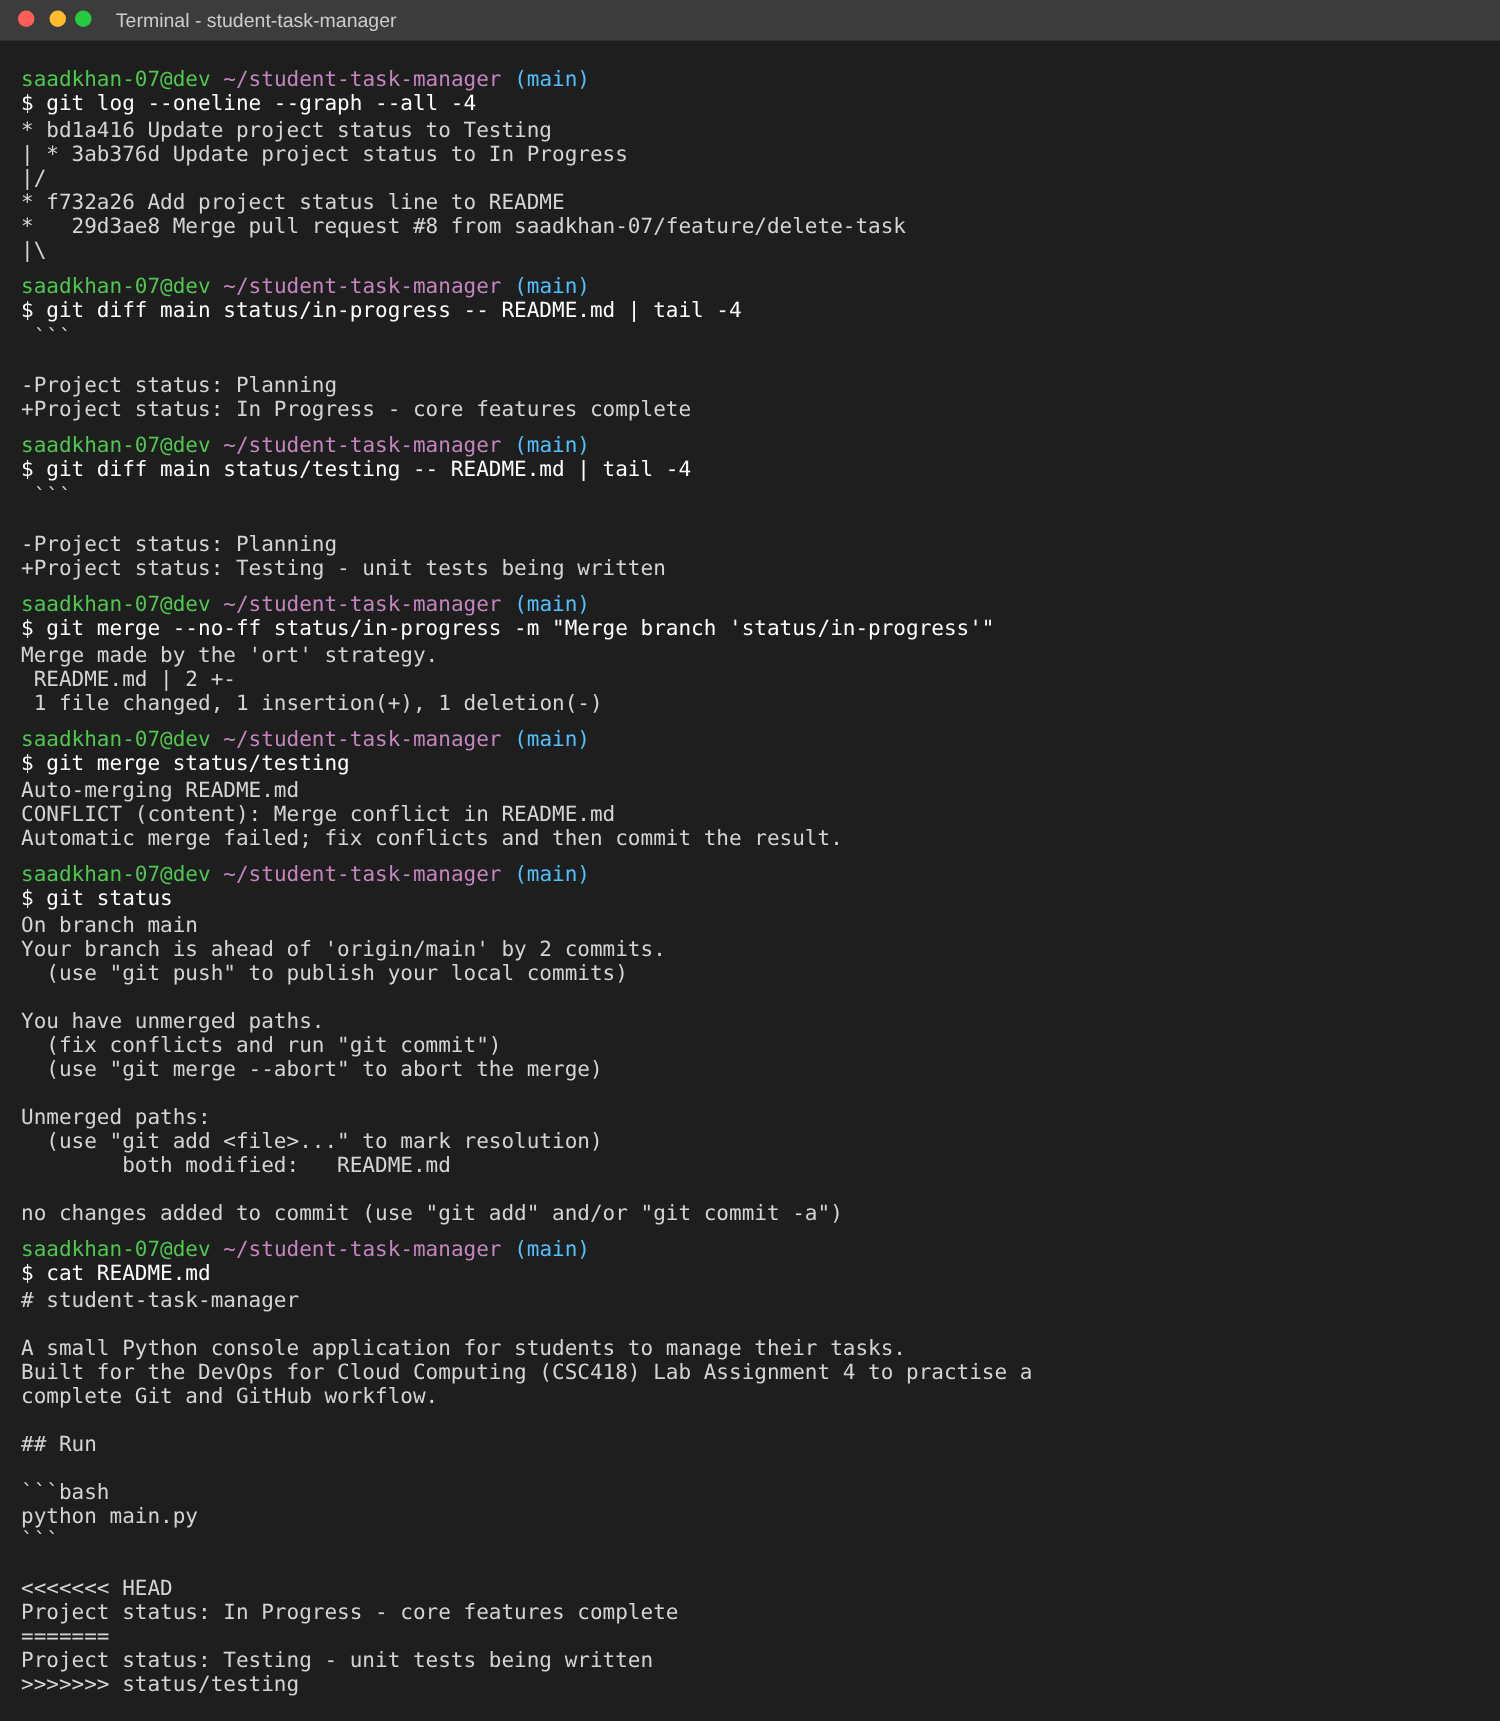 Terminal - student-task-manager
saadkhan-07@dev ~/student-task-manager (main)
$ git log --oneline --graph --all -4
* bd1a416 Update project status to Testing
| * 3ab376d Update project status to In Progress
|/
* f732a26 Add project status line to README
*   29d3ae8 Merge pull request #8 from saadkhan-07/feature/delete-task
|\
saadkhan-07@dev ~/student-task-manager (main)
$ git diff main status/in-progress -- README.md | tail -4
 ```

-Project status: Planning
+Project status: In Progress - core features complete
saadkhan-07@dev ~/student-task-manager (main)
$ git diff main status/testing -- README.md | tail -4
 ```

-Project status: Planning
+Project status: Testing - unit tests being written
saadkhan-07@dev ~/student-task-manager (main)
$ git merge --no-ff status/in-progress -m "Merge branch 'status/in-progress'"
Merge made by the 'ort' strategy.
 README.md | 2 +-
 1 file changed, 1 insertion(+), 1 deletion(-)
saadkhan-07@dev ~/student-task-manager (main)
$ git merge status/testing
Auto-merging README.md
CONFLICT (content): Merge conflict in README.md
Automatic merge failed; fix conflicts and then commit the result.
saadkhan-07@dev ~/student-task-manager (main)
$ git status
On branch main
Your branch is ahead of 'origin/main' by 2 commits.
  (use "git push" to publish your local commits)

You have unmerged paths.
  (fix conflicts and run "git commit")
  (use "git merge --abort" to abort the merge)

Unmerged paths:
  (use "git add <file>..." to mark resolution)
        both modified:   README.md

no changes added to commit (use "git add" and/or "git commit -a")
saadkhan-07@dev ~/student-task-manager (main)
$ cat README.md
# student-task-manager

A small Python console application for students to manage their tasks.
Built for the DevOps for Cloud Computing (CSC418) Lab Assignment 4 to practise a
complete Git and GitHub workflow.

## Run

```bash
python main.py
```

<<<<<<< HEAD
Project status: In Progress - core features complete
=======
Project status: Testing - unit tests being written
>>>>>>> status/testing